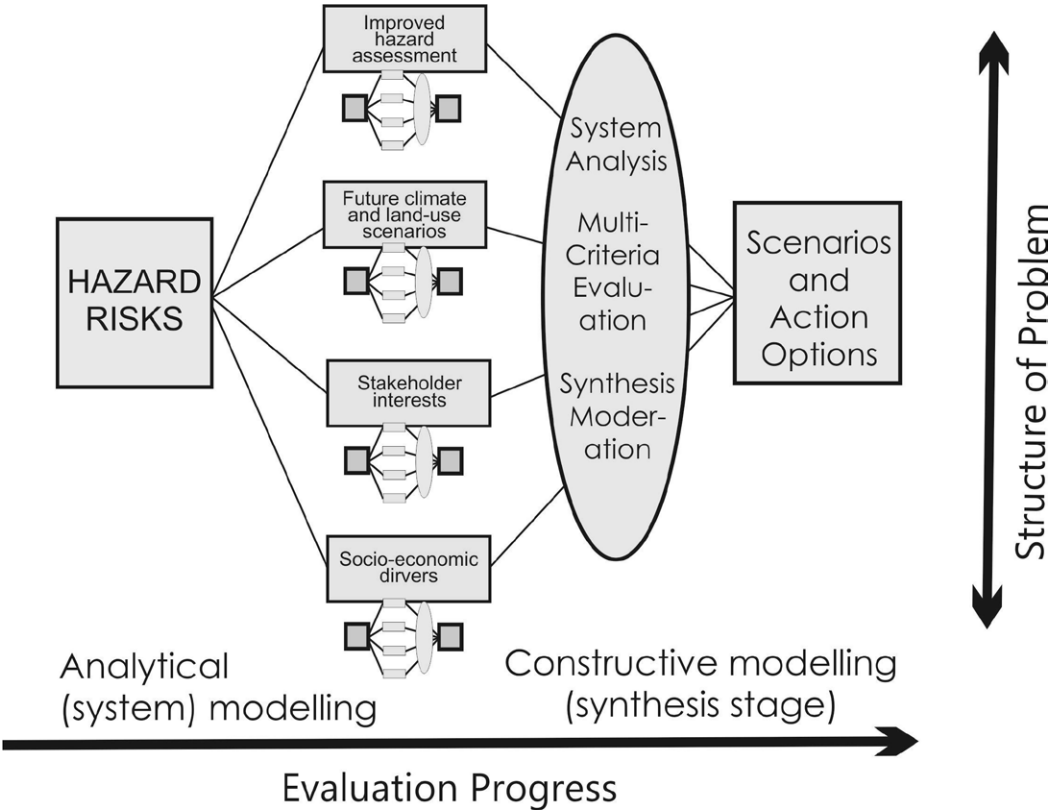 Improved
hazard
assessment
Future climate
and land-use
scenarios
HAZARD
RISKS
Stakeholder
interests
Socio-economic
dirvers
System
Analysis
Multi-
Criteria
Evalu-
ation
Synthesis
Moder-
ation
Scenarios
and
Action
Options
Structure of Problem
Analytical
(system) modelling
Constructive modelling
(synthesis stage)
Evaluation Progress